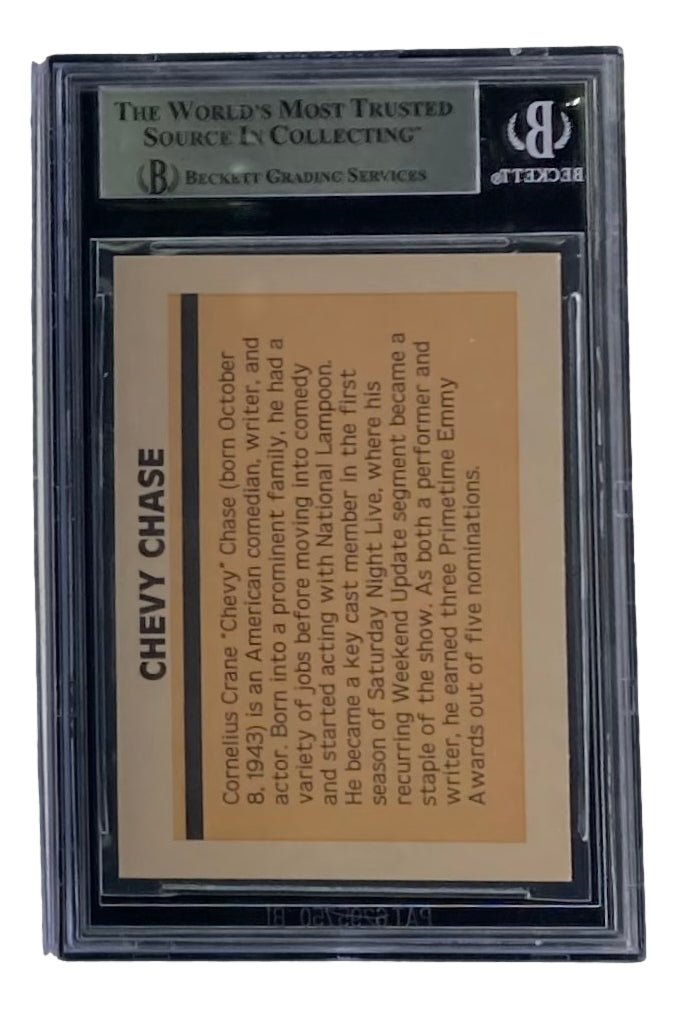 THE WORLD'S MOST TRUSTED
SOURCE IN COLLECTING™
B BECKETT GRADING SERVICES
B
BECKETT®
CHEVY CHASE
Cornelius Crane "Chevy" Chase (born October
8, 1943) is an American comedian, writer, and
actor. Born into a prominent family, he had a
variety of jobs before moving into comedy
and started acting with National Lampoon.
He became a key cast member in the first
season of Saturday Night Live, where his
recurring Weekend Update segment became a
staple of the show. As both a performer and
writer, he earned three Primetime Emmy
Awards out of five nominations.